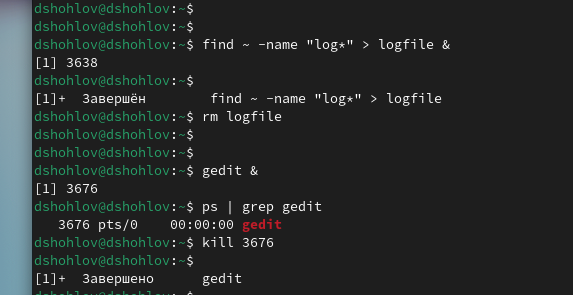 dshohlov@dshohlov:~$
dshohlov@dshohlov:~$
dshohlov@dshohlov:~$ find ~ -name "log*" > logfile &
[1] 3638
dshohlov@dshohlov:~$
[1]+  Завершён        find ~ -name "log*" > logfile
dshohlov@dshohlov:~$ rm logfile
dshohlov@dshohlov:~$
dshohlov@dshohlov:~$
dshohlov@dshohlov:~$ gedit &
[1] 3676
dshohlov@dshohlov:~$ ps | grep gedit
   3676 pts/0    00:00:00 gedit
dshohlov@dshohlov:~$ kill 3676
dshohlov@dshohlov:~$
[1]+  Завершено      gedit
dshohlov@dshohlov:~$